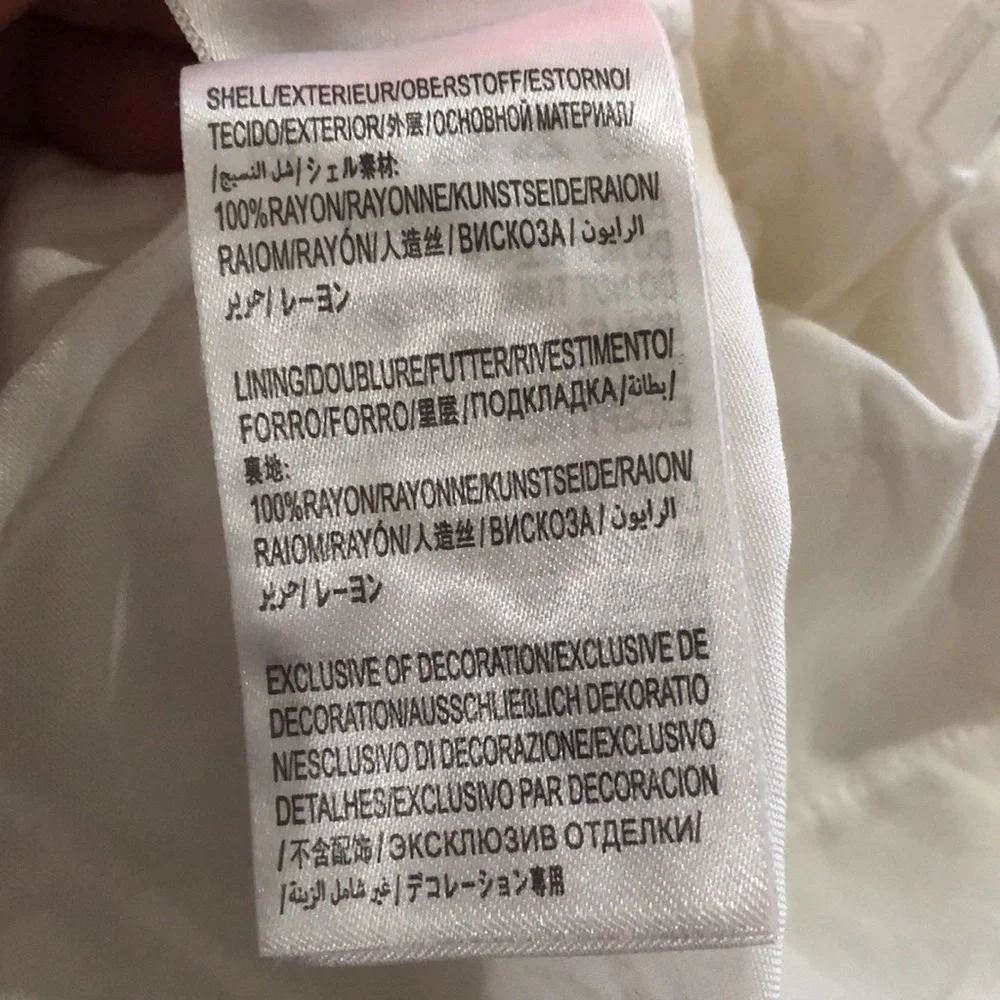 SHELL/EXTERIEUR/OBERSTOFF/ESTORNO/
TECIDO/EXTERIOR/外层/ОСНОВНОЙ МАТЕРИАЛ/
/شل النسيج/シェル素材:
100%RAYON/RAYONNE/KUNSTSEIDE/RAION/
RAIOM/RAYÓN/人造丝/ВИСКОЗА/الرايون
حرير/レーヨン
LINING/DOUBLURE/FUTTER/RIVESTIMENTO/
FORRO/FORRO/里层/ПОДКЛАДКА/بطانة/
裏地:
100%RAYON/RAYONNE/KUNSTSEIDE/RAION/
RAIOM/RAYÓN/人造丝/ВИСКОЗА/الرايون
حرير/レーヨン
EXCLUSIVE OF DECORATION/EXCLUSIVE DE
DECORATION/AUSSCHLIEßLICH DEKORATIO
N/ESCLUSIVO DI DECORAZIONE/EXCLUSIVO
DETALHES/EXCLUSIVO PAR DECORACION
/不含配饰/ЭКСКЛЮЗИВ ОТДЕЛКИ/
/غير شامل الزينة/デコレーション専用